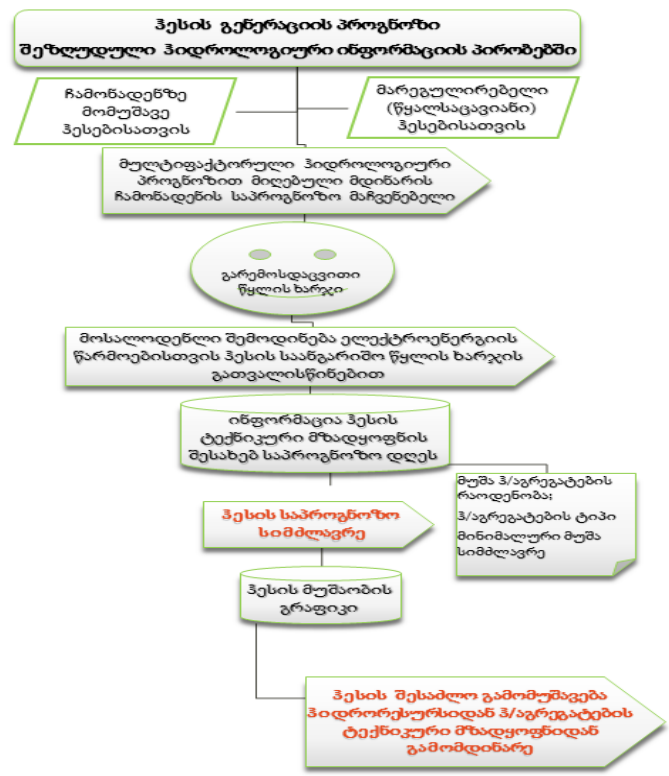 ჰესის გენერაციის პროგნოზი
შეზღუდული ჰიდროლოგიური ინფორმაციის პირობებში
ჩამონადენზე
მომუშავე
ჰესებისათვის
მარეგულირებელი
(წყალსაცავიანი)
ჰესებისათვის
მულტიფაქტორული ჰიდროლოგიური
პროგნოზით მიღებული მდინარის
ჩამონადენის საპროგნოზო მაჩვენებელი
გარემოსდაცვითი
წყლის ხარჯი
მოსალოდენლი შემოდინება ელექტროენერგიის
წარმოებისთვის ჰესის საანგარიშო წყლის ხარჯის
გათვალისწინებით
ინფორმაცია ჰესის
ტექნიკური მზადყოფნის
შესახებ საპროგნოზო დღეს
მუშა ჰ/აგრეგატების
რაოდენობა;
ჰ/აგრეგატების ტიპი
მინიმალური მუშა
სიმძლავრე
ჰესის საპროგნოზო
სიმძლავრე
ჰესის მუშაობის
გრაფიკი
ჰესის შესაძლო გამომუშავება
ჰიდრორესურსიდან ჰ/აგრეგატების
ტექნიკური მზადყოფნიდან
გამომდინარე